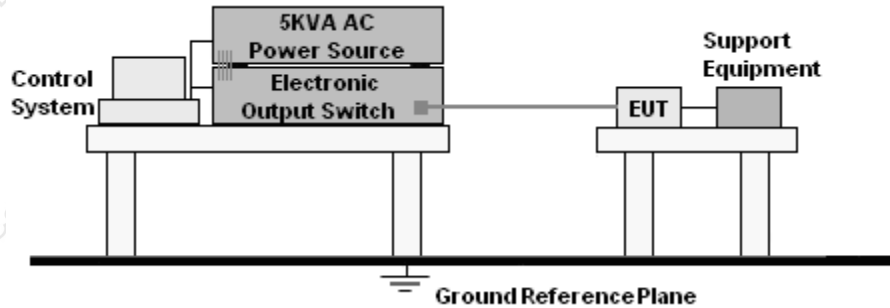 5KVA AC
Power Source
Electronic
Output Switch
Control
System
EUT
Support
Equipment
Ground Reference Plane